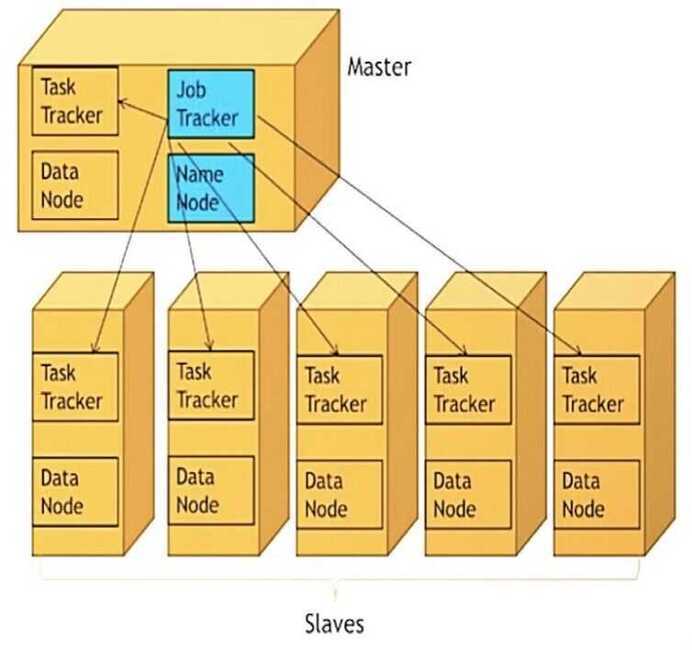 Master
Task
Tracker
Job
Tracker
Data
Node
Name
Node
Task
Tracker
Task
Tracker
Task
Tracker
Task
Tracker
Task
Tracker
Data
Node
Data
Node
Data
Node
Data
Node
Data
Node
Slaves